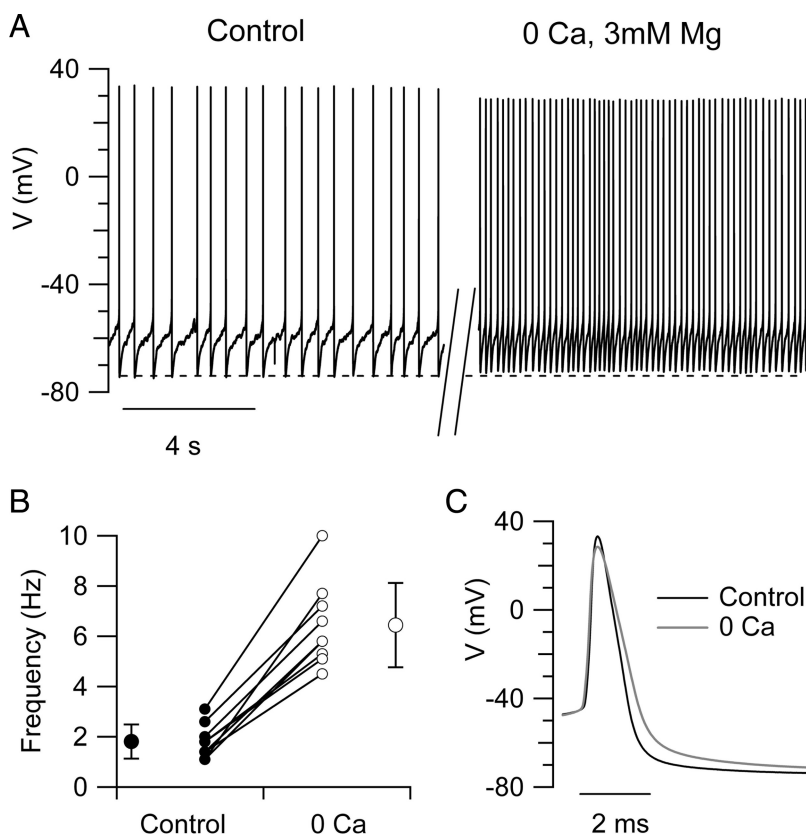 A
Control
0 Ca, 3mM Mg
V (mV)
40
0
-40
-80
4 s
B
Frequency (Hz)
10
8
6
4
2
0
Control
0 Ca
C
V (mV)
40
0
-40
-80
Control
0 Ca
2 ms